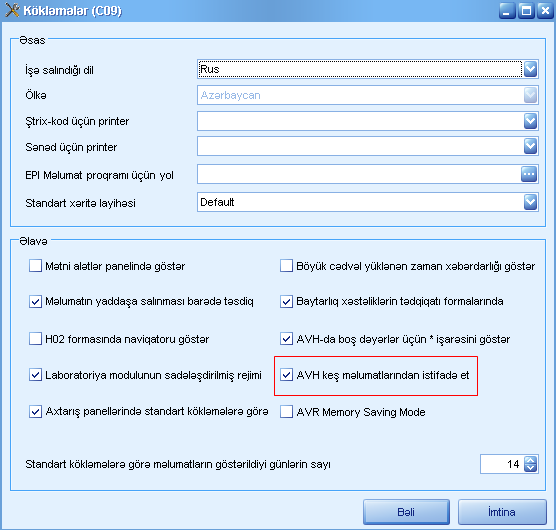 Kökləmələr (C09)
Əsas
İşə salındığı dil
Rus
Ölkə
Azərbaycan
Ştrix-kod üçün printer
Sənəd üçün printer
EPI Məlumat proqramı üçün yol
Standart xəritə layihəsi
Default
Əlavə
Mətni alətlər panelində göstər
Böyük cədvəl yüklənən zaman xəbərdarlığı göstər
Məlumatın yaddaşa salınması barədə təsdiq
Baytarlıq xəstəliklərin tədqiqatı formalarında
H02 formasında naviqatoru göstər
AVH-da boş dəyərlər üçün * işarəsini göstər
Laboratoriya modulunun sadələşdirilmiş rejimi
AVH keş məlumatlarından istifadə et
Axtarış panellərində standart kökləmələrə görə
AVR Memory Saving Mode
Standart kökləmələrə görə məlumatların göstərildiyi günlərin sayı
14
Bəli
İmtina